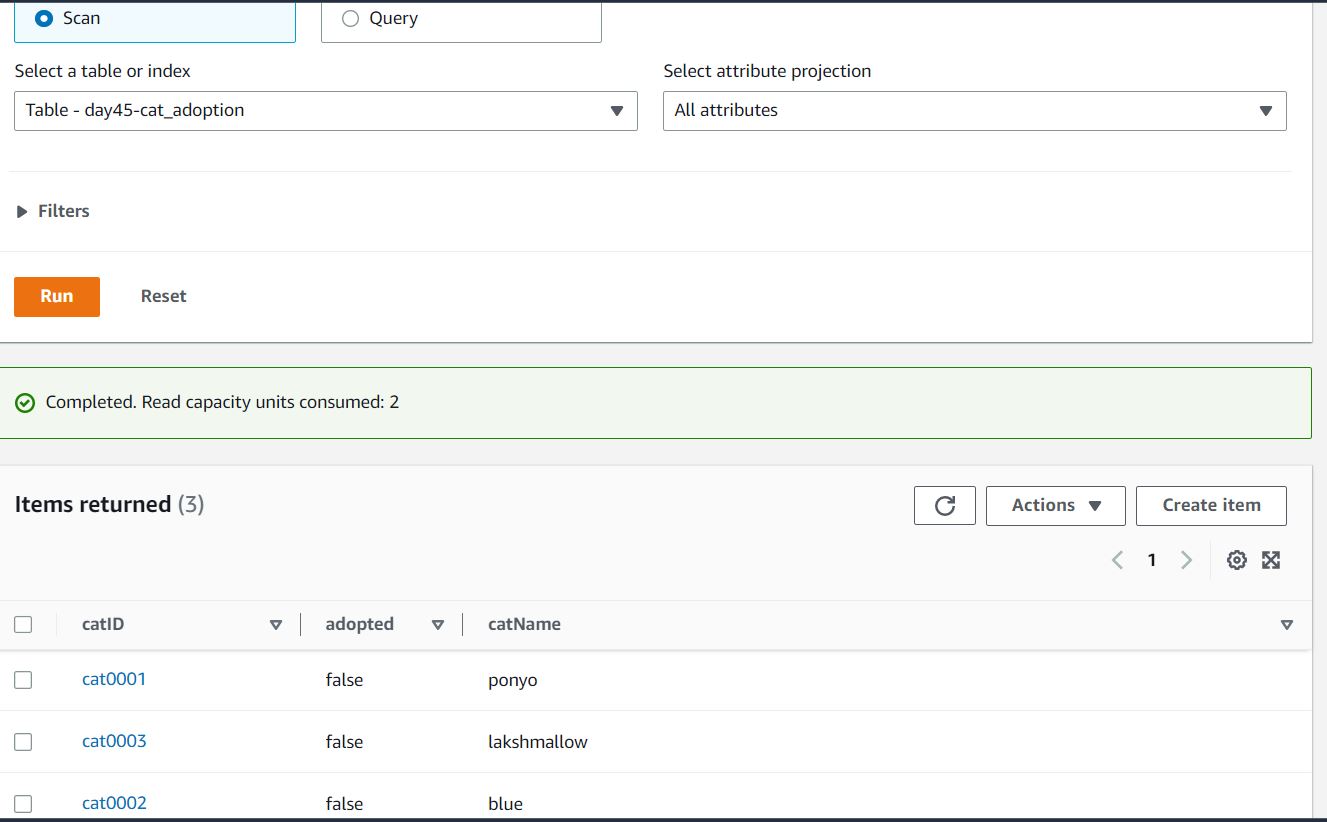 Scan Query
Select a table or index Select attribute projection
Table - day45-cat_adoption All attributes
Filters
Run Reset
Completed. Read capacity units consumed: 2
Items returned (3) Actions Create item
1
catID adopted catName
cat0001 false ponyo
cat0003 false lakshmallow
cat0002 false blue